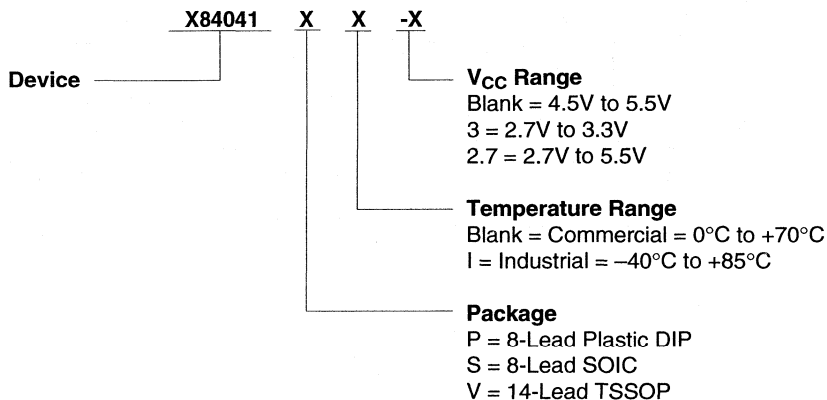 X84041 X X -X
Device
VCC Range
Blank = 4.5V to 5.5V
3 = 2.7V to 3.3V
2.7 = 2.7V to 5.5V
Temperature Range
Blank = Commercial = 0°C to +70°C
I = Industrial = –40°C to +85°C
Package
P = 8-Lead Plastic DIP
S = 8-Lead SOIC
V = 14-Lead TSSOP